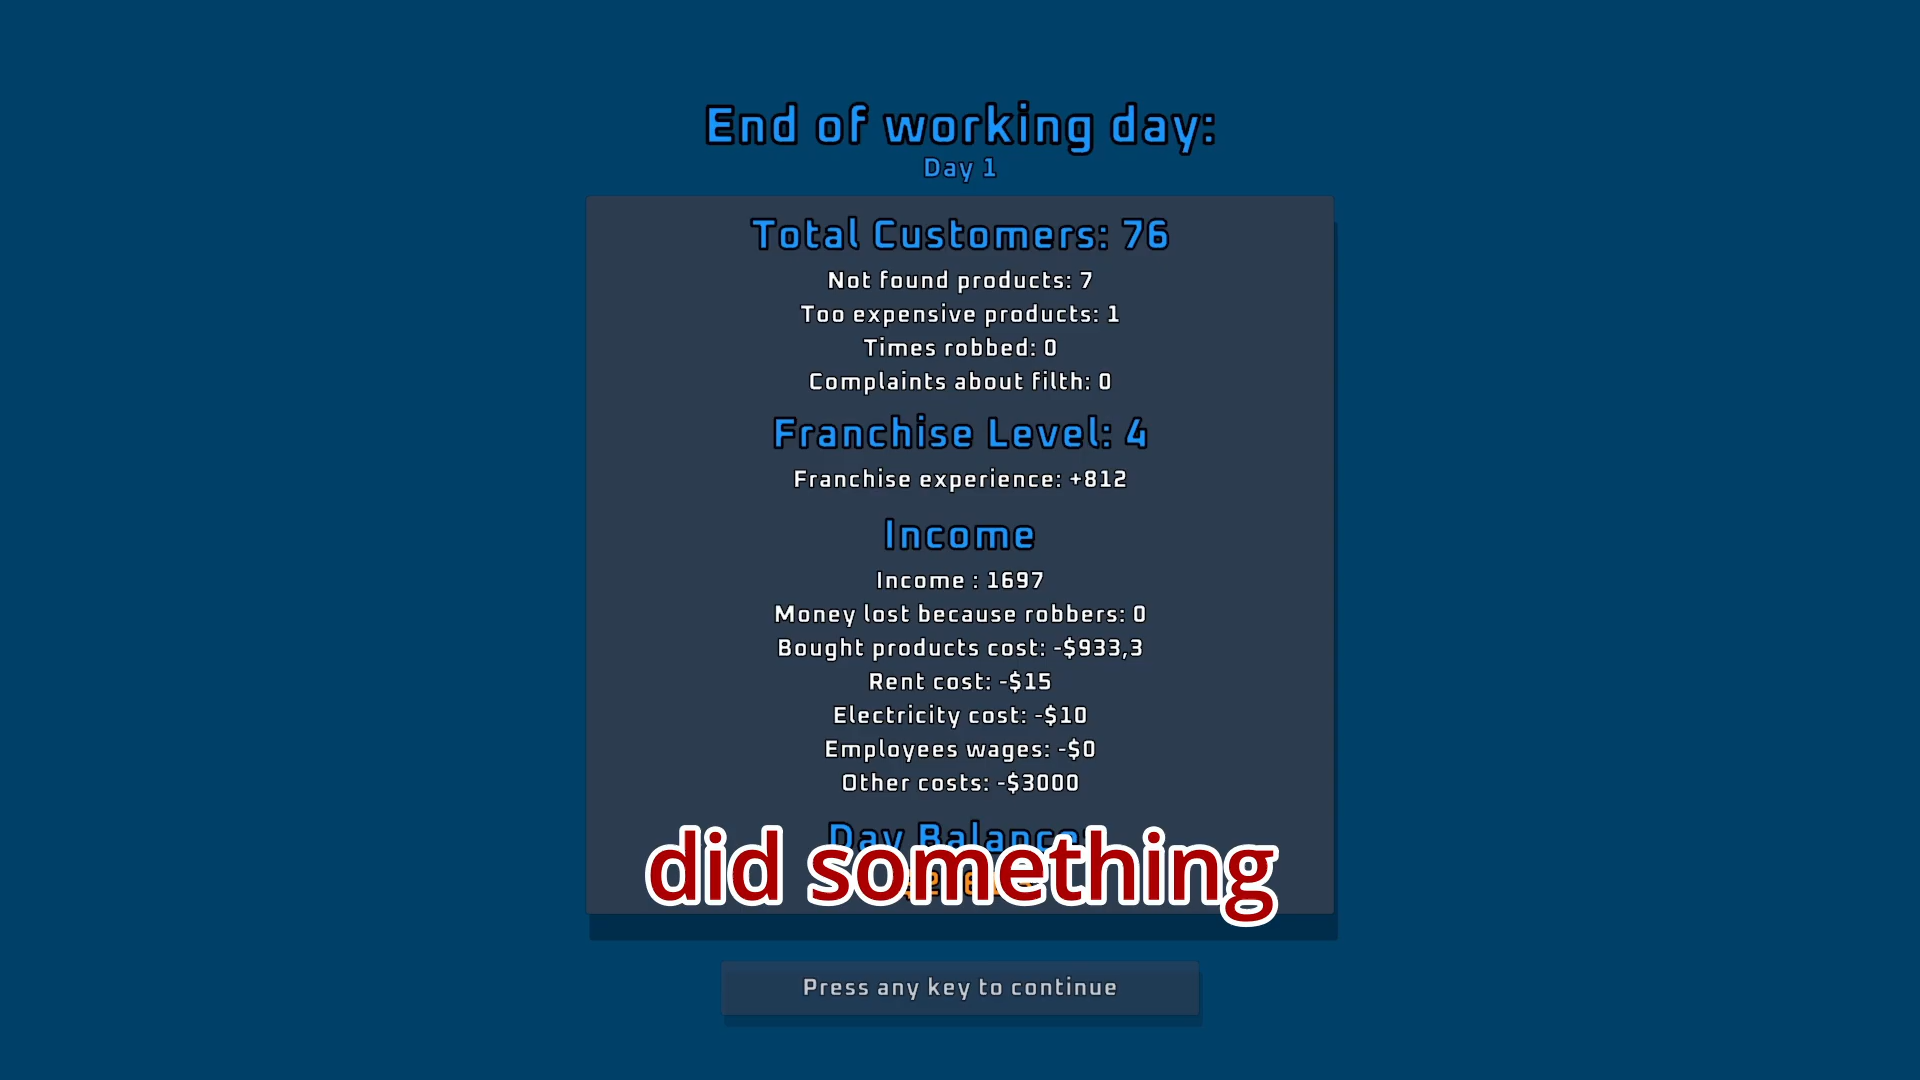 End of working day:
Day 1
Total Customers: 76
Not found products: 7
Too expensive products: 1
Times robbed: 0
Complaints about filth: 0
Franchise Level: 4
Franchise experience: +812
Income
Income : 1697
Money lost because robbers: 0
Bought products cost: -$933,3
Rent cost: -$15
Electricity cost: -$10
Employees wages: -$0
Other costs: -$3000
Day Balance:
did something
Press any key to continue